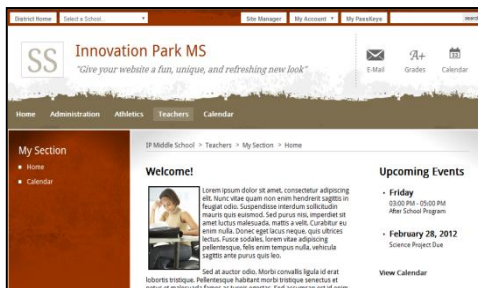 District Home Select a School... Site Manager My Account My PassKeys search
SS
Innovation Park MS
"Give your website a fun, unique, and refreshing new look"
E-Mail
A+
Grades
Calendar
Home Administration Athletics Teachers Calendar
My Section
Home
Calendar
IP Middle School > Teachers > My Section > Home
Welcome!
Lorem ipsum dolor sit amet, consectetur adipiscing
elit. Nunc vitae quam non enim hendrerit sagittis in
feugiat odio. Suspendisse interdum sollicitudin
mauris quis euismod. Sed purus nisi, imperdiet sit
amet luctus malesuada, mattis a velit. Curabitur eu
enim nulla. Donec eget lacus neque, quis ultrices
lectus. Fusce sodales, lorem vitae adipiscing
pellentesque, felis enim tempus nulla, vehicula
sagittis ante purus quis leo.
Sed at auctor odio. Morbi convallis ligula id erat
lobortis tristique. Pellentesque habitant morbi tristique senectus et
Upcoming Events
Friday
03:00 PM - 05:00 PM
After School Program
February 28, 2012
Science Project Due
View Calendar